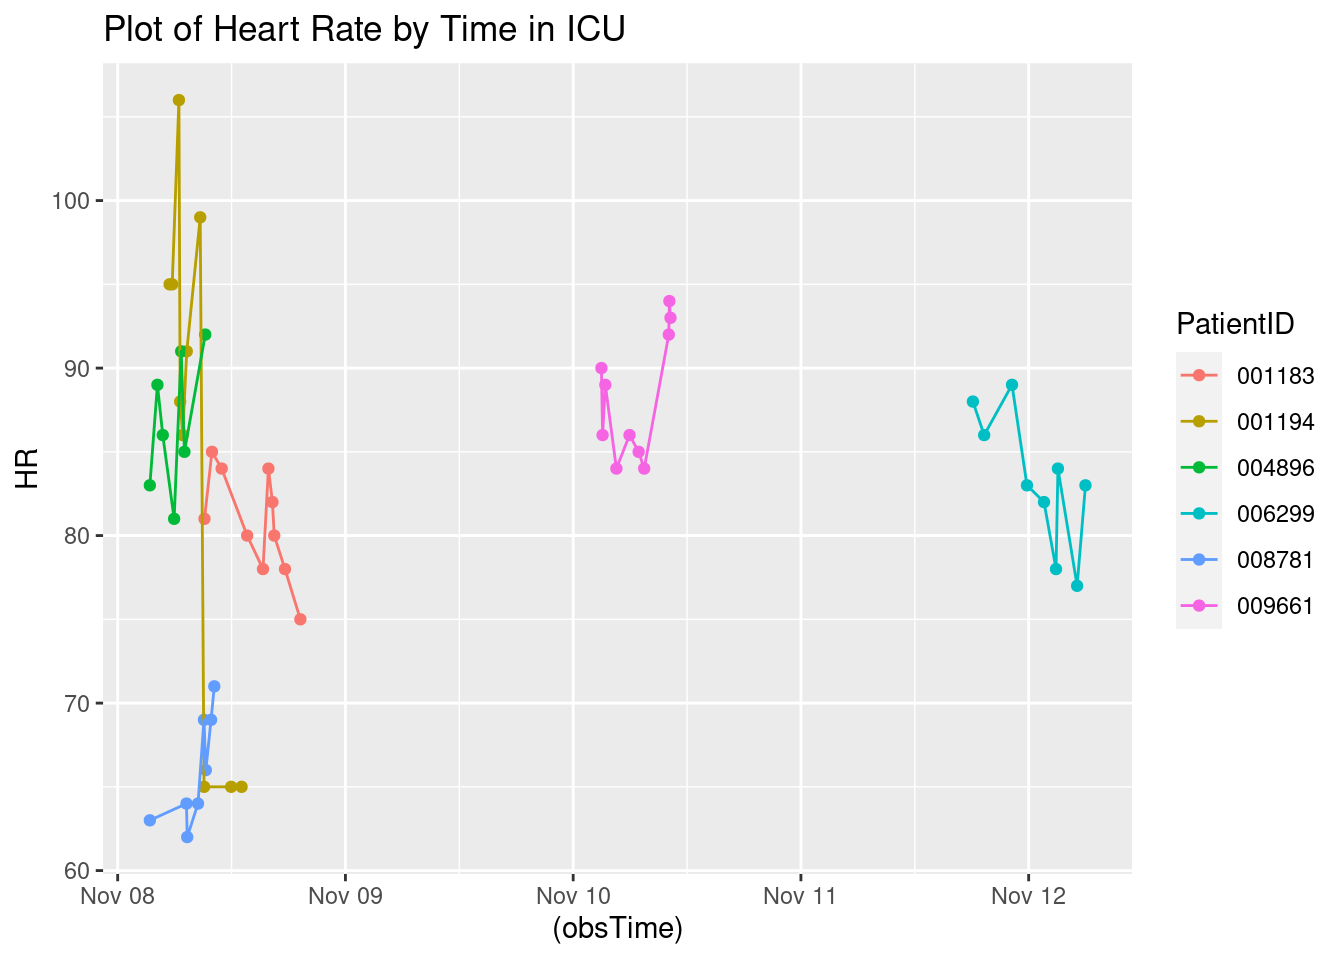 Plot of Heart Rate by Time in ICU
100
90
80
70
60
HR
Nov 08 Nov 09 Nov 10 Nov 11 Nov 12
(obsTime)
PatientID
001183
001194
004896
006299
008781
009661